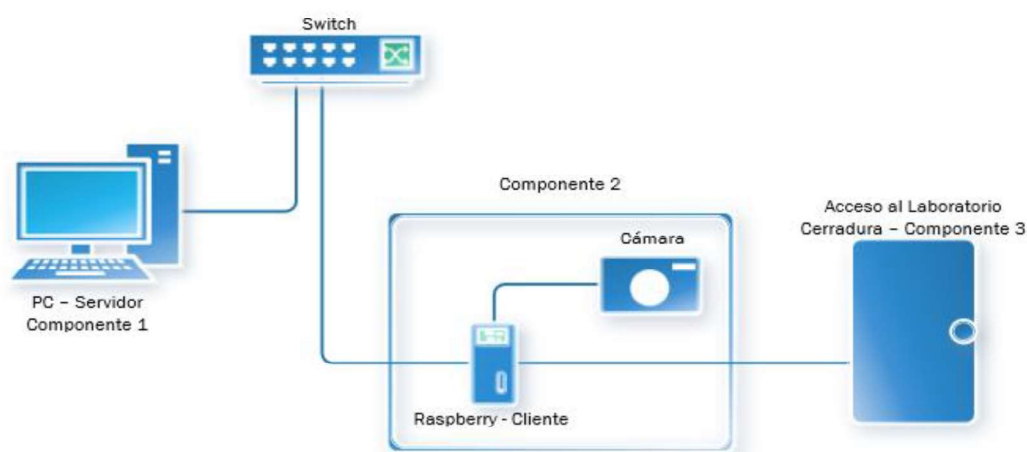 Switch
Componente 2
Acceso al Laboratorio
Cerradura – Componente 3
Cámara
PC – Servidor
Componente 1
Raspberry - Cliente